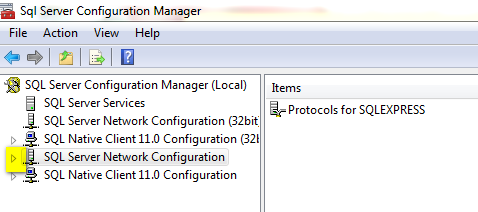 Sql Server Configuration Manager
File Action View Help
SQL Server Configuration Manager (Local)
SQL Server Services
SQL Server Network Configuration (32bit
SQL Native Client 11.0 Configuration (32l
SQL Server Network Configuration
SQL Native Client 11.0 Configuration
Items
Protocols for SQLEXPRESS